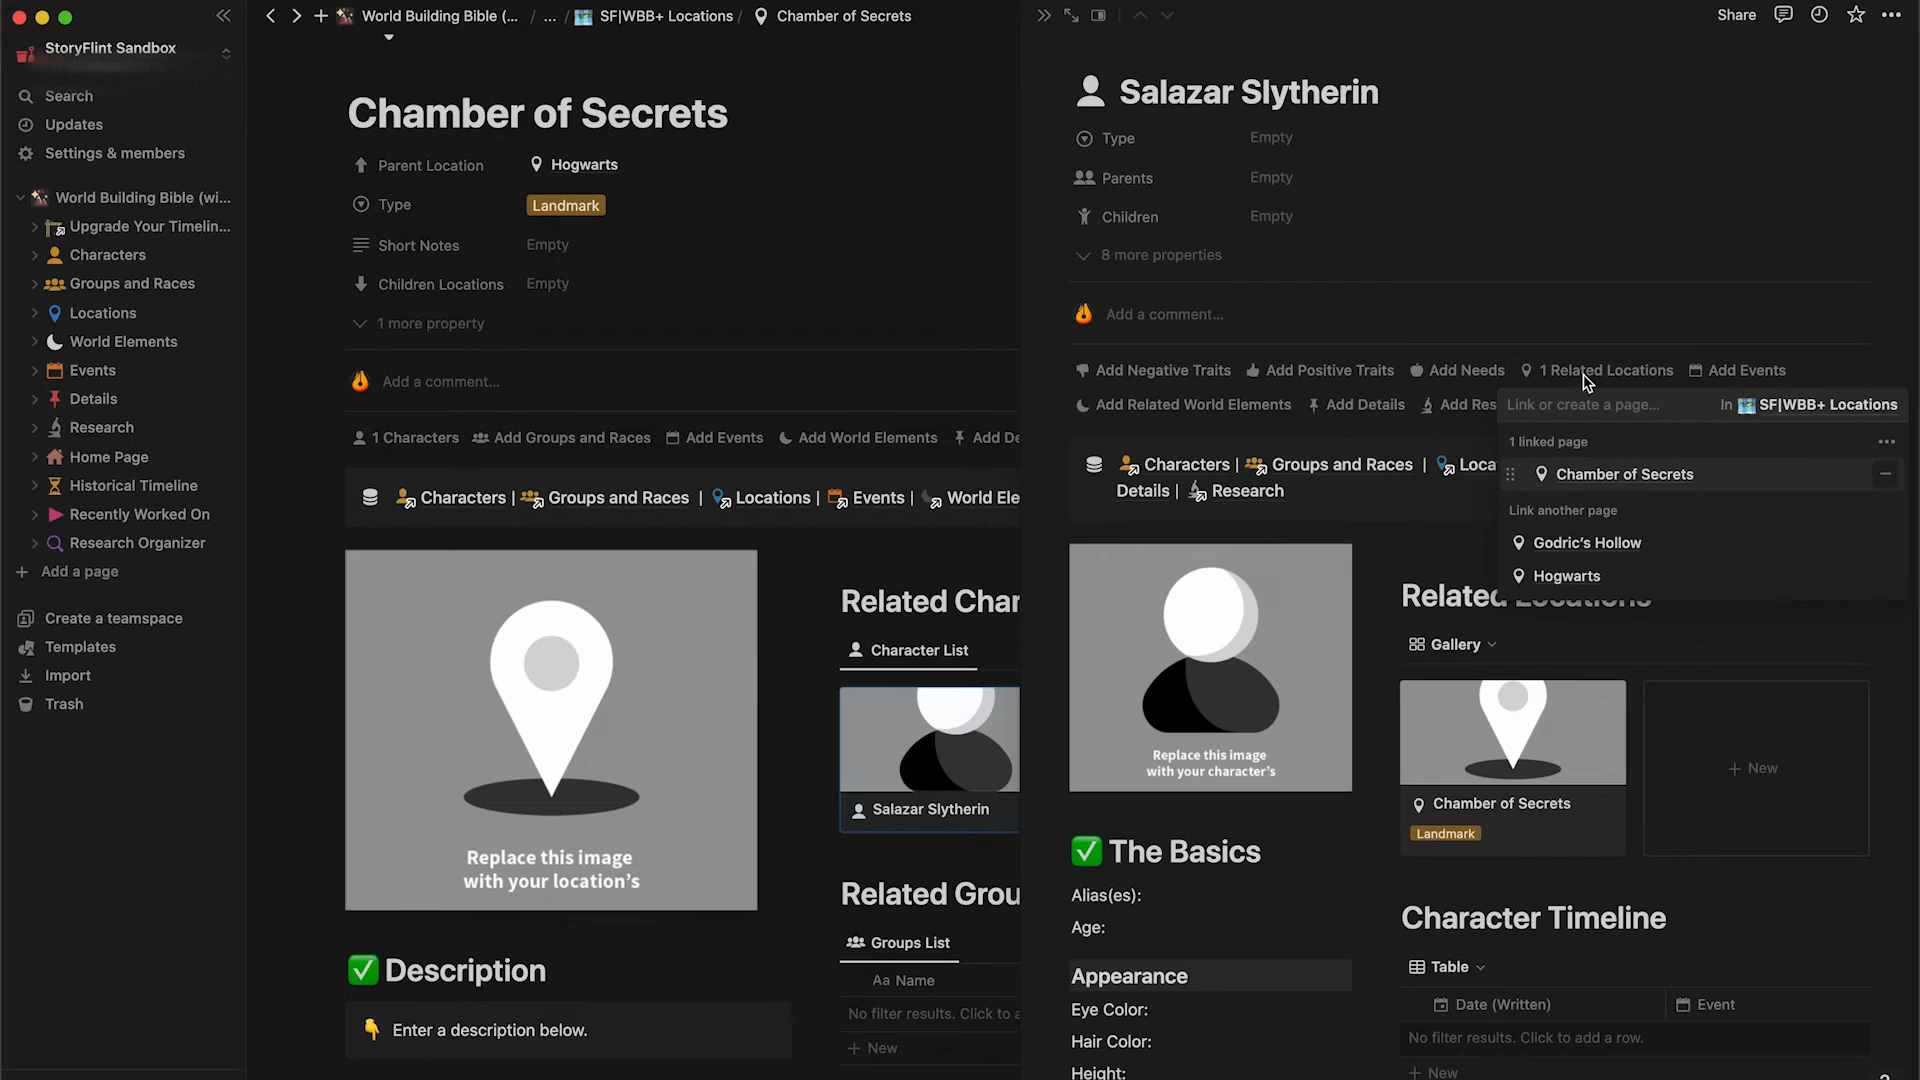 StoryFlint Sandbox
Search
Updates
Settings & members
World Building Bible (wi...
Upgrade Your Timelin...
Characters
Groups and Races
Locations
World Elements
Events
Details
Research
Home Page
Historical Timeline
Recently Worked On
Research Organizer
Add a page
Create a teamspace
Templates
Import
Trash
World Building Bible (... / ... / SF|WBB+ Locations / Chamber of Secrets
Chamber of Secrets
Parent Location Hogwarts
Type Landmark
Short Notes Empty
Children Locations Empty
1 more property
Add a comment...
1 Characters Add Groups and Races Add Events Add World Elements Add De
Characters | Groups and Races | Locations | Events | World Ele
Replace this image
with your location's
Description
👇 Enter a description below.
Related Char
Character List
Salazar Slytherin
Related Grou
Groups List
Aa Name
No filter results. Click to a
+ New
Share
Salazar Slytherin
Type Empty
Parents Empty
Children Empty
8 more properties
Add a comment...
Add Negative Traits Add Positive Traits Add Needs 1 Related Locations Add Events
Add Related World Elements Add Details Add Res
Link or create a page... In SF|WBB+ Locations
1 linked page
Chamber of Secrets
Link another page
Godric's Hollow
Hogwarts
Characters | Groups and Races | Loca
Details | Research
Replace this image
with your character's
Related Locations
Gallery
Chamber of Secrets
Landmark
+ New
The Basics
Alias(es):
Age:
Appearance
Eye Color:
Hair Color:
Height:
Character Timeline
Table
Date (Written) Event
No filter results. Click to add a row.
+ New